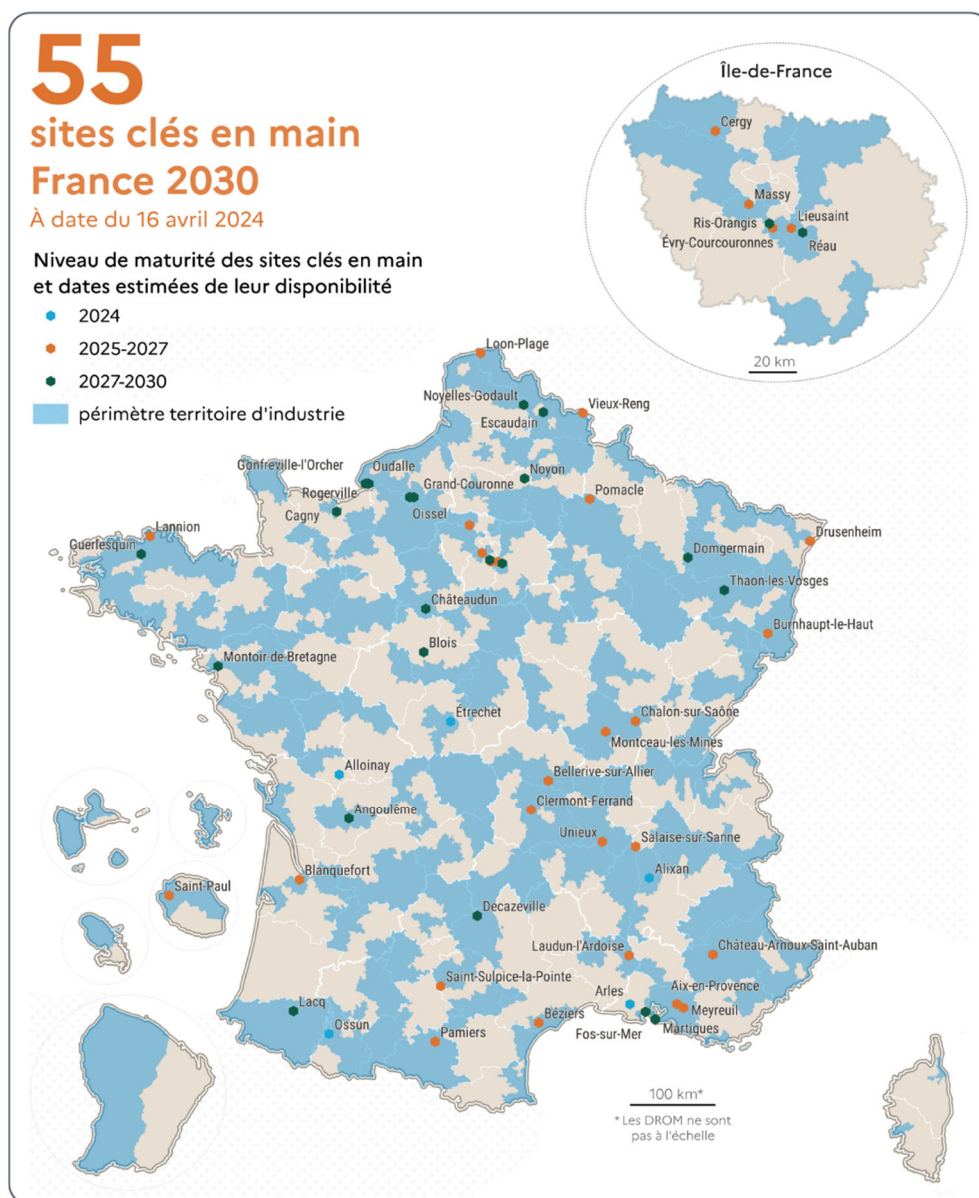 55
sites clés en main
France 2030
À date du 16 avril 2024
Niveau de maturité des sites clés en main
et dates estimées de leur disponibilité
2024
2025-2027
2027-2030
périmètre territoire d'industrie
Île-de-France
Cergy
Massy
Ris-Orangis
Lieusaint
Évry-Courcouronnes
Réau
20 km
Loon-Plage
Noyelles-Godault
Vieux-Reng
Escaudain
Gonfreville-l'Orcher
Oudalle
Noyon
Grand-Couronne
Rogerville
Pomacle
Cagny
Oissel
Lannion
Drusenheim
Guerlesquin
Domgermain
Thaon-les-Vosges
Châteaudun
Burnhaupt-le-Haut
Blois
Montoir-de-Bretagne
Étrechet
Chalon-sur-Saône
Montceau-les-Mines
Alloinay
Bellerive-sur-Allier
Angoulême
Clermont-Ferrand
Unieux
Salaise-sur-Sanne
Blanquefort
Alixan
Saint-Paul
Decazeville
Laudun-l'Ardoise
Château-Arnoux-Saint-Auban
Saint-Sulpice-la-Pointe
Aix-en-Provence
Arles
Lacq
Meyreuil
Ossun
Béziers
Pamiers
Fos-sur-Mer
Martigues
100 km*
* Les DROM ne sont
pas à l'échelle